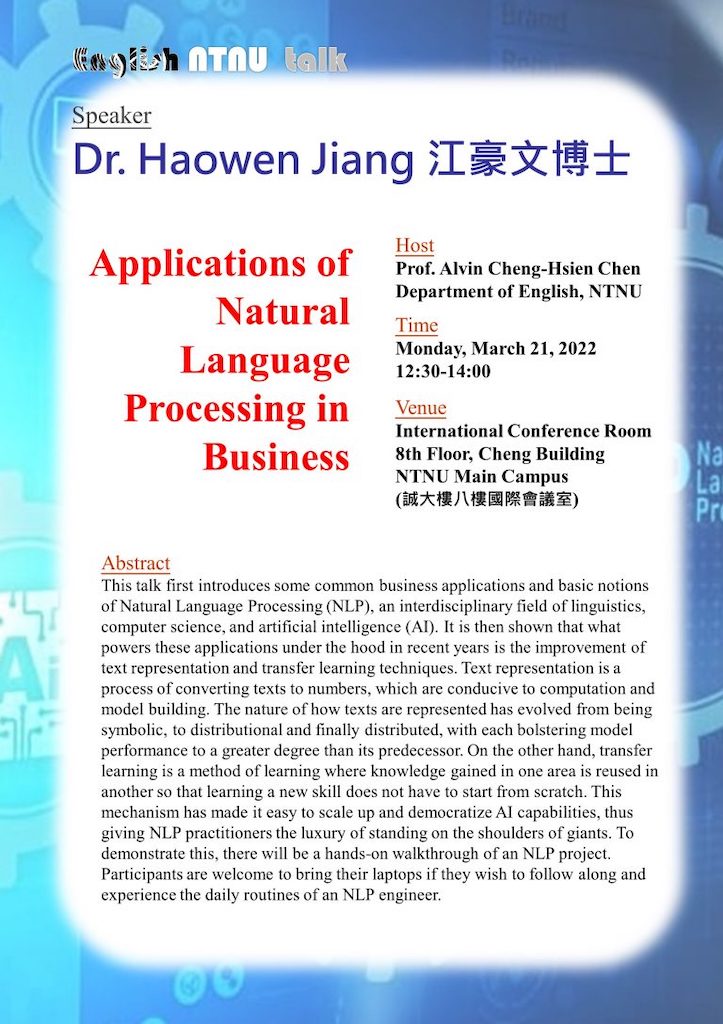 English NTNU talk
Speaker
Dr. Haowen Jiang 江豪文博士
Applications of
Natural
Language
Processing in
Business
Host
Prof. Alvin Cheng-Hsien Chen
Department of English, NTNU
Time
Monday, March 21, 2022
12:30-14:00
Venue
International Conference Room
8th Floor, Cheng Building
NTNU Main Campus
(誠大樓八樓國際會議室)
Abstract
This talk first introduces some common business applications and basic notions
of Natural Language Processing (NLP), an interdisciplinary field of linguistics,
computer science, and artificial intelligence (AI). It is then shown that what
powers these applications under the hood in recent years is the improvement of
text representation and transfer learning techniques. Text representation is a
process of converting texts to numbers, which are conducive to computation and
model building. The nature of how texts are represented has evolved from being
symbolic, to distributional and finally distributed, with each bolstering model
performance to a greater degree than its predecessor. On the other hand, transfer
learning is a method of learning where knowledge gained in one area is reused in
another so that learning a new skill does not have to start from scratch. This
mechanism has made it easy to scale up and democratize AI capabilities, thus
giving NLP practitioners the luxury of standing on the shoulders of giants. To
demonstrate this, there will be a hands-on walkthrough of an NLP project.
Participants are welcome to bring their laptops if they wish to follow along and
experience the daily routines of an NLP engineer.
Brand
Na
La
Pr
Ai